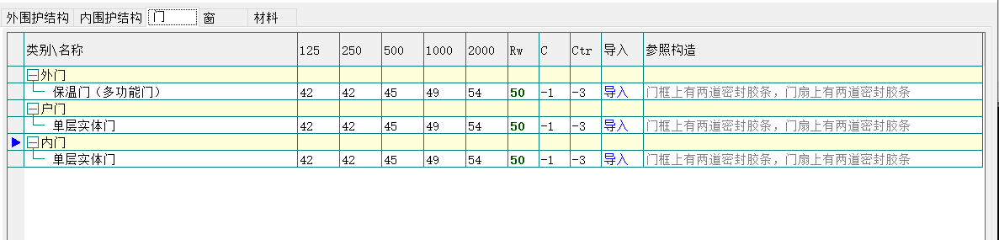 外围护结构 内围护结构 门 窗 材料
类别\名称 125 250 500 1000 2000 Rw C Ctr 导入 参照构造
外门
保温门（多功能门） 42 42 45 49 54 50 -1 -3 导入 门框上有两道密封胶条，门扇上有两道密封胶条
户门
单层实体门 42 42 45 49 54 50 -1 -3 导入 门框上有两道密封胶条，门扇上有两道密封胶条
内门
单层实体门 42 42 45 49 54 50 -1 -3 导入 门框上有两道密封胶条，门扇上有两道密封胶条